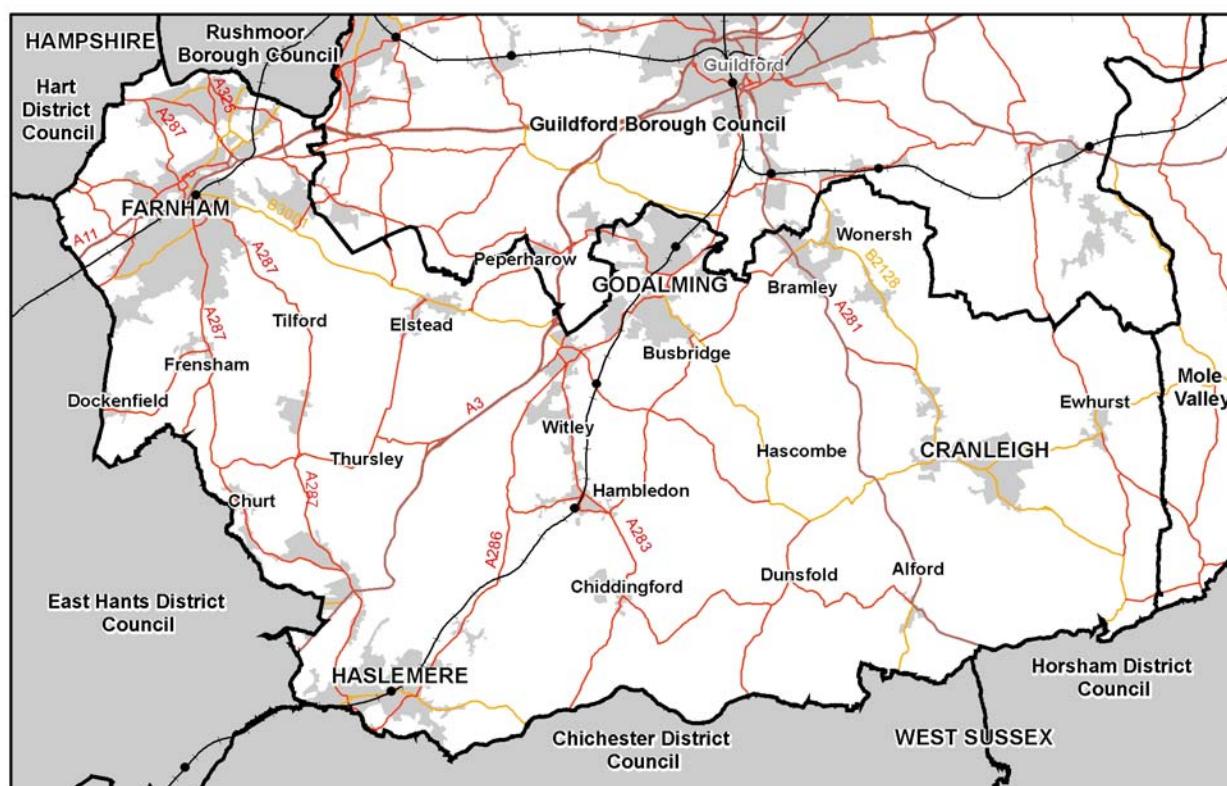 HAMPSHIRE
Rushmoor
Borough Council
Hart
District
Council
A325
A287
Guildford
Guildford Borough Council
FARNHAM
B3001
A11
A287
Peperharow
GODALMING
Wonersh
B2128
Bramley
A281
A287
Tilford
Elstead
Busbridge
Frensham
Dockenfield
A3
Mole
Valley
Ewhurst
Witley
Thursley
Hascombe
CRANLEIGH
Churt
A287
Hambledon
A286
A283
Chiddingford
Dunsfold
Alford
East Hants District
Council
HASLEMERE
Horsham District
Council
Chichester District
Council
WEST SUSSEX